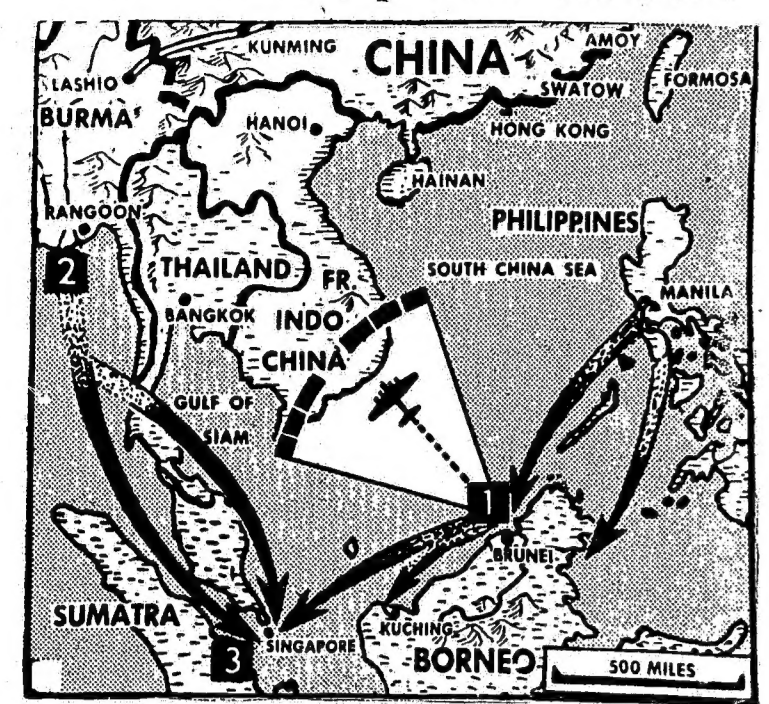 KUNMING
CHINA
AMOY
LASHIO
SWATOW
FORMOSA
BURMA
HANOI
HONG KONG
HAINAN
RANGOON
PHILIPPINES
2
THAILAND
FR.
SOUTH CHINA SEA
MANILA
BANGKOK
INDO
CHINA
GULF OF
SIAM
1
BRUNEI
SUMATRA
KUCHING
SINGAPORE
3
BORNEO
500 MILES